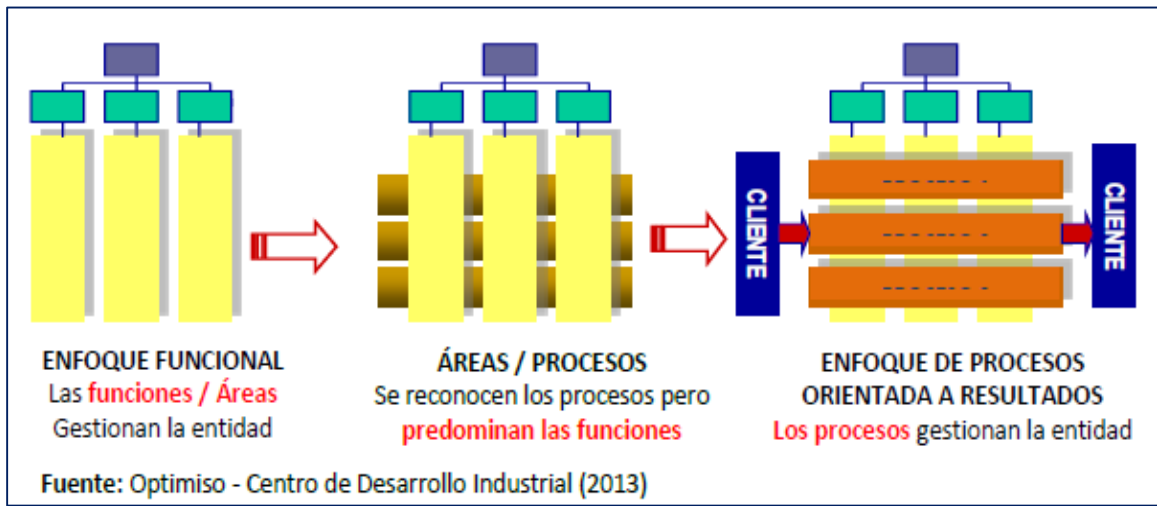 CLIENTE
CLIENTE
ENFOQUE FUNCIONAL
Las funciones / Áreas
Gestionan la entidad
ÁREAS / PROCESOS
Se reconocen los procesos pero
predominan las funciones
ENFOQUE DE PROCESOS
ORIENTADA A RESULTADOS
Los procesos gestionan la entidad
Fuente: Optimiso - Centro de Desarrollo Industrial (2013)